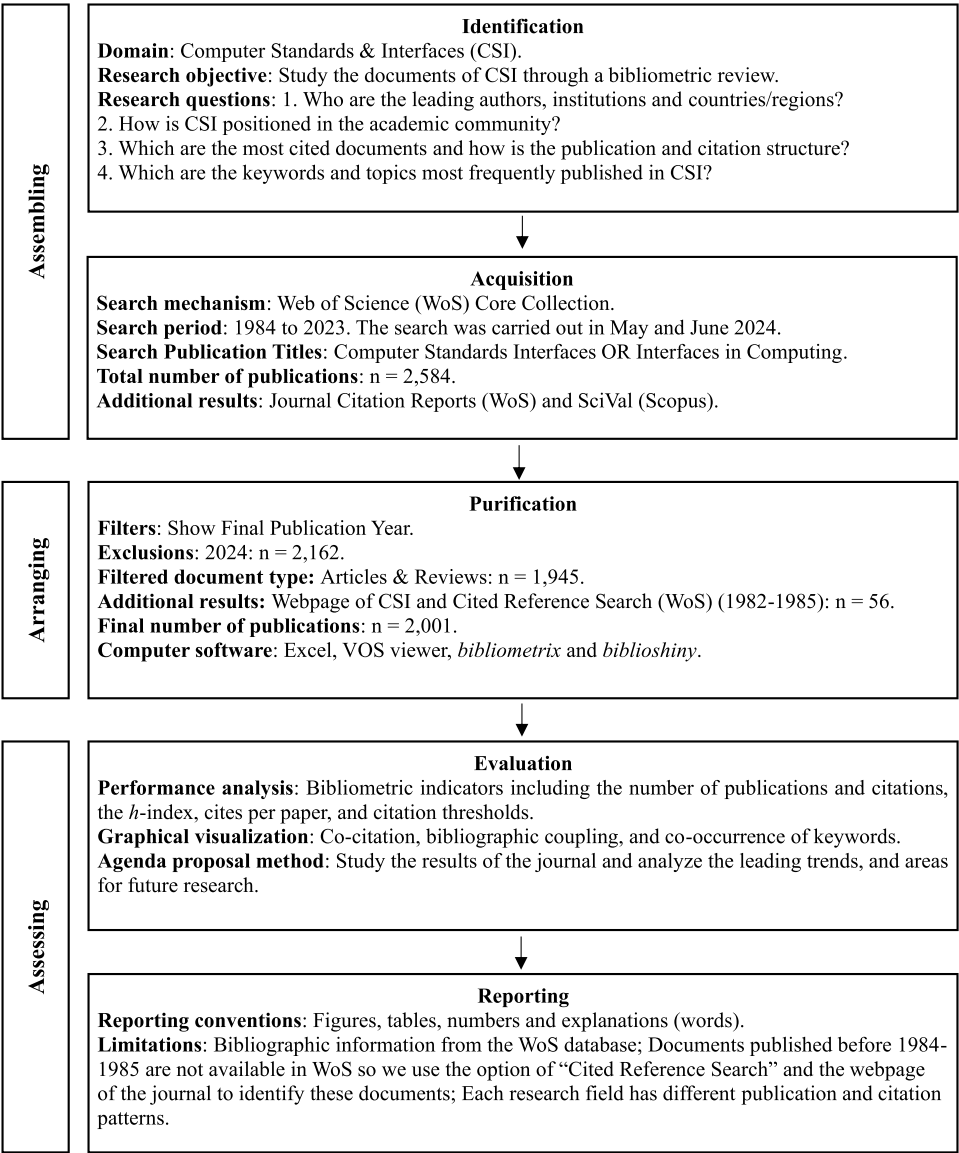 Assembling
Identification
Domain: Computer Standards & Interfaces (CSI).
Research objective: Study the documents of CSI through a bibliometric review.
Research questions: 1. Who are the leading authors, institutions and countries/regions?
2. How is CSI positioned in the academic community?
3. Which are the most cited documents and how is the publication and citation structure?
4. Which are the keywords and topics most frequently published in CSI?
Acquisition
Search mechanism: Web of Science (WoS) Core Collection.
Search period: 1984 to 2023. The search was carried out in May and June 2024.
Search Publication Titles: Computer Standards Interfaces OR Interfaces in Computing.
Total number of publications: n = 2,584.
Additional results: Journal Citation Reports (WoS) and SciVal (Scopus).
Arranging
Purification
Filters: Show Final Publication Year.
Exclusions: 2024: n = 2,162.
Filtered document type: Articles & Reviews: n = 1,945.
Additional results: Webpage of CSI and Cited Reference Search (WoS) (1982-1985): n = 56.
Final number of publications: n = 2,001.
Computer software: Excel, VOS viewer, bibliometrix and biblioshiny.
Assessing
Evaluation
Performance analysis: Bibliometric indicators including the number of publications and citations,
the h-index, cites per paper, and citation thresholds.
Graphical visualization: Co-citation, bibliographic coupling, and co-occurrence of keywords.
Agenda proposal method: Study the results of the journal and analyze the leading trends, and areas
for future research.
Reporting
Reporting conventions: Figures, tables, numbers and explanations (words).
Limitations: Bibliographic information from the WoS database; Documents published before 1984-
1985 are not available in WoS so we use the option of “Cited Reference Search” and the webpage
of the journal to identify these documents; Each research field has different publication and citation
patterns.